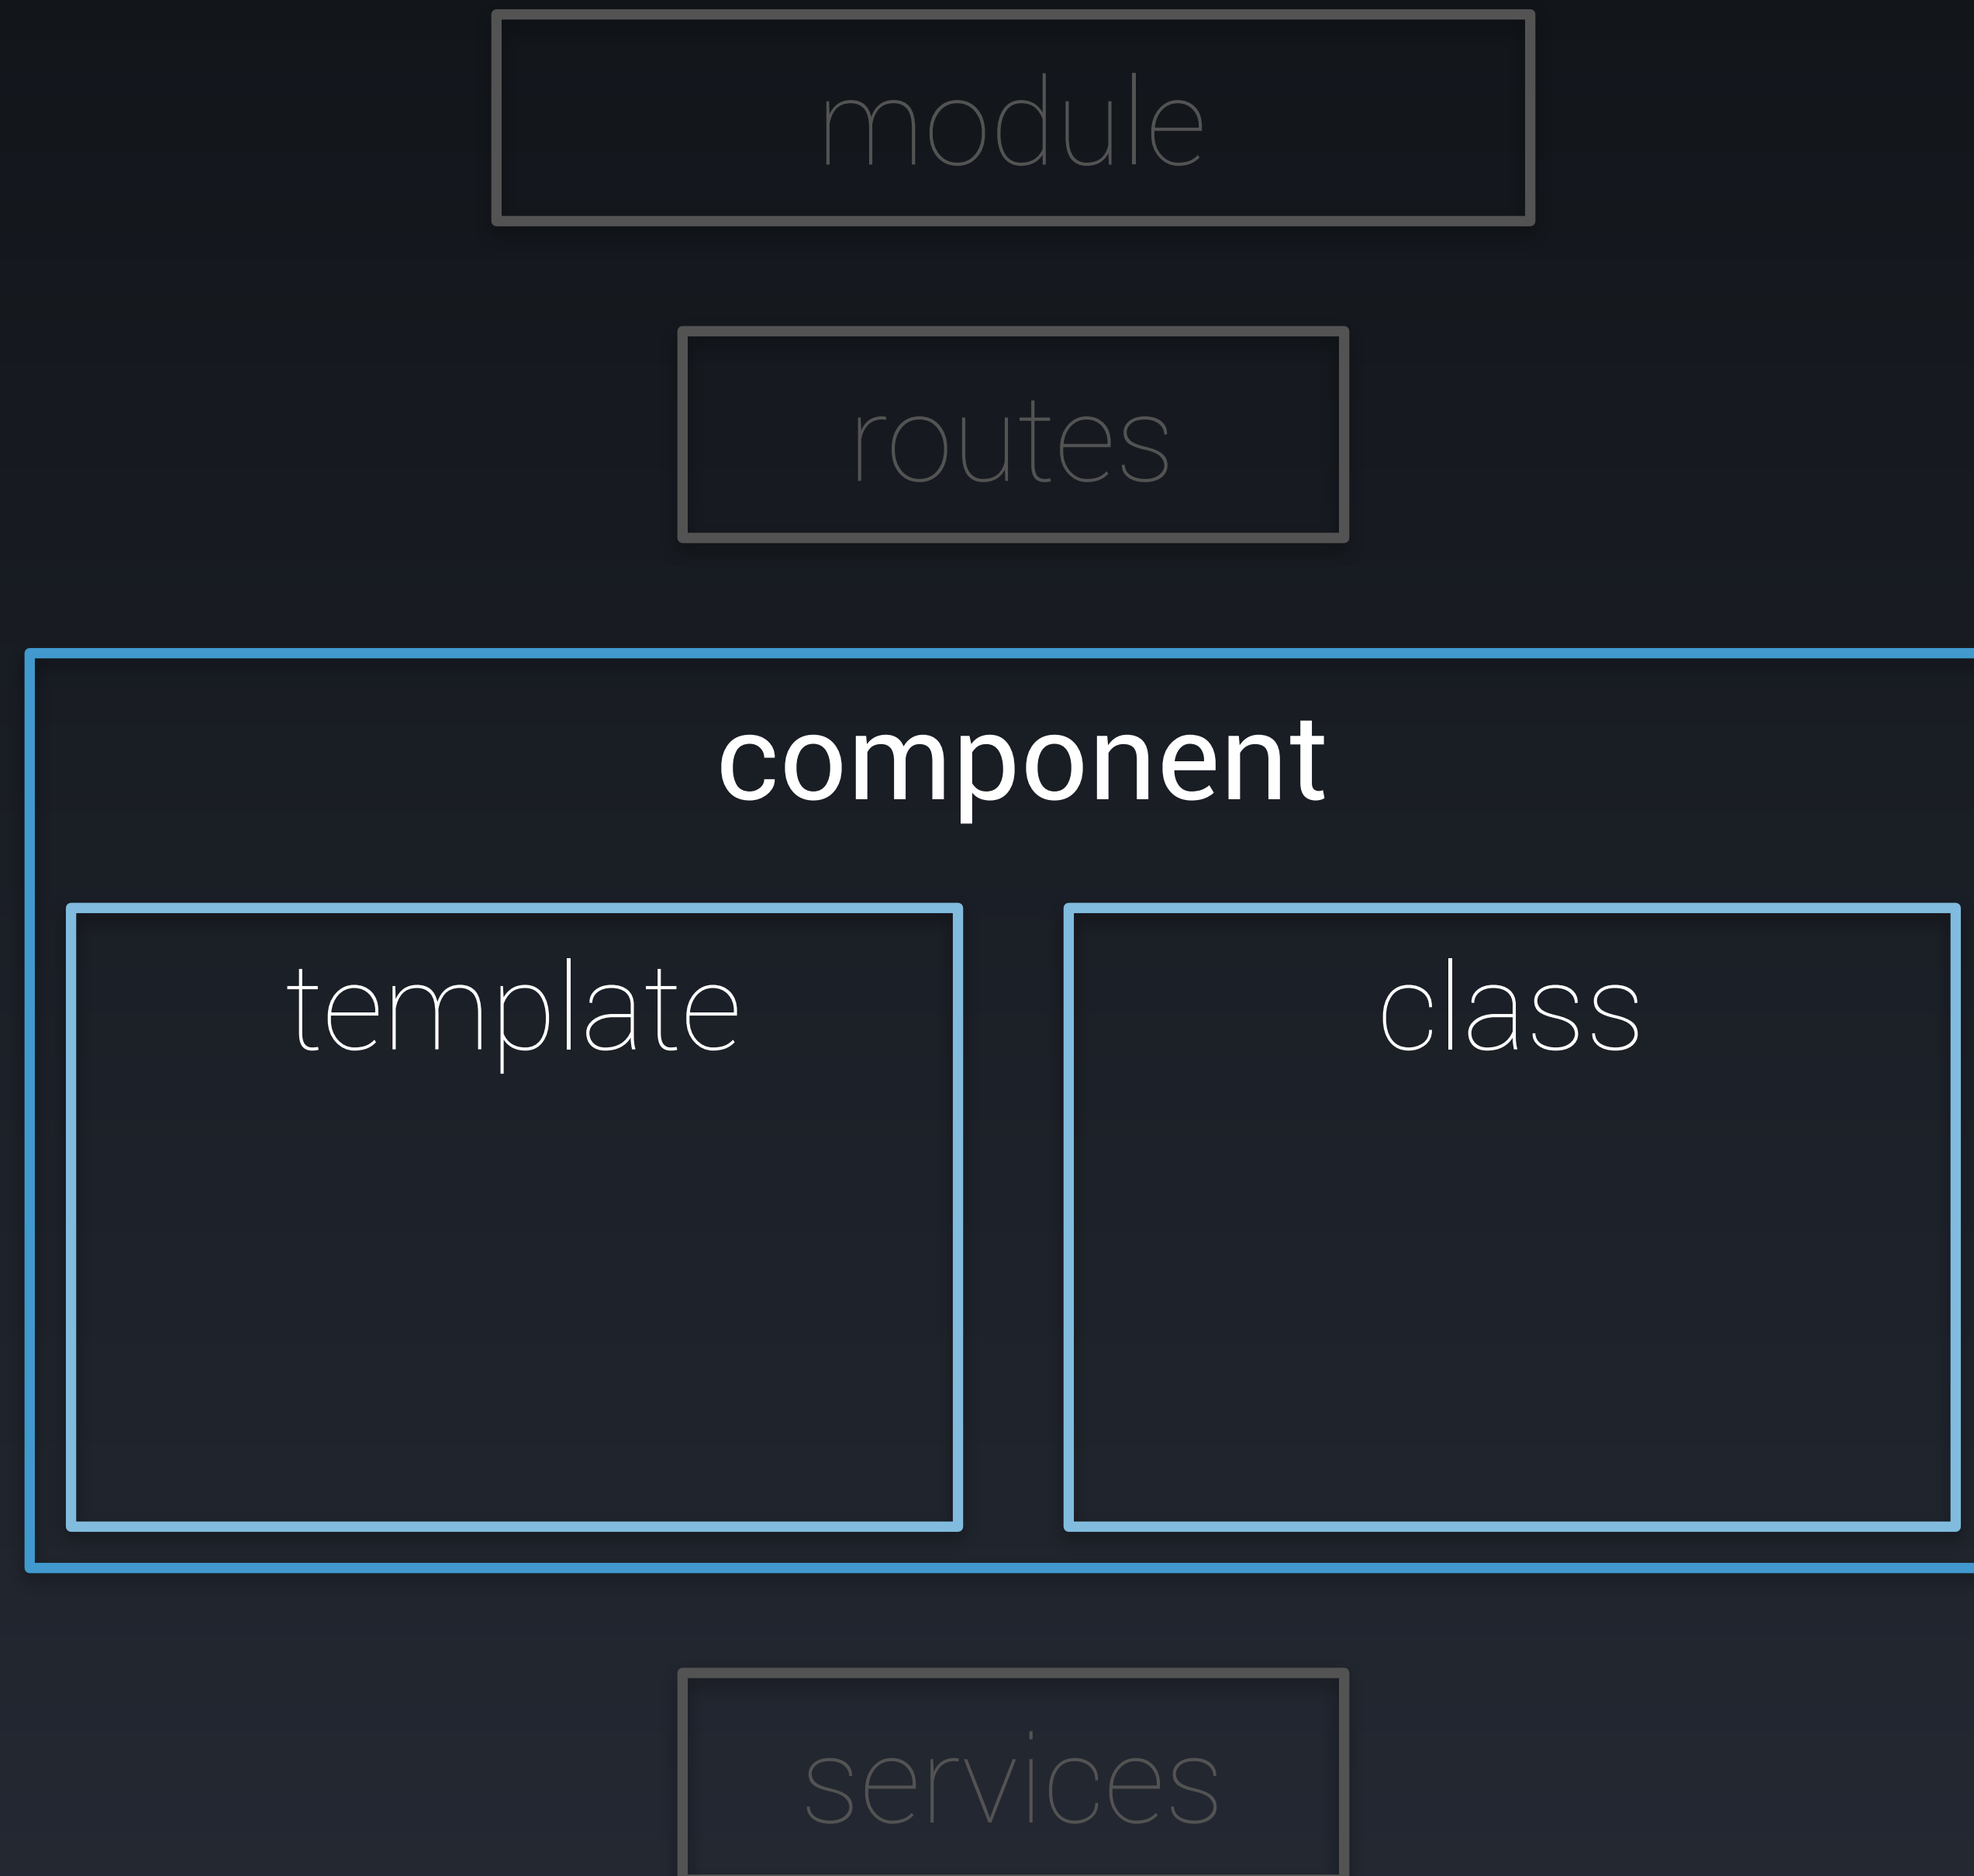 module
routes
component
template
class
services